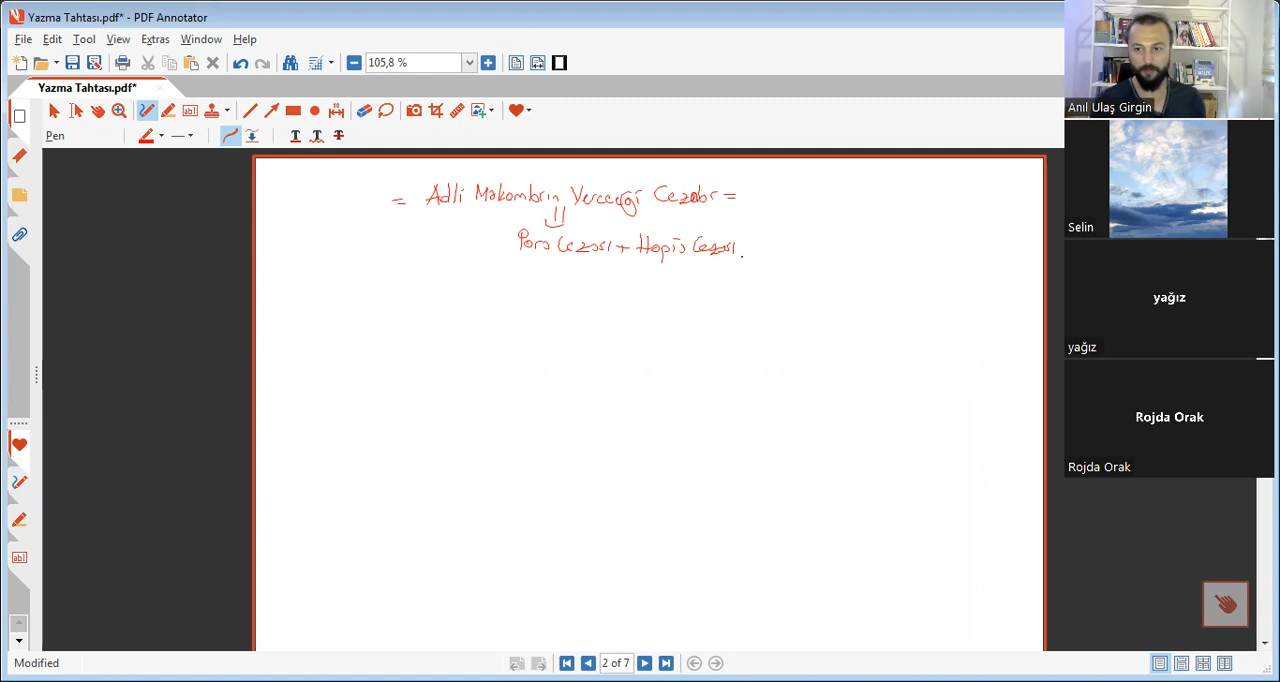 Yazma Tahtası.pdf* - PDF Annotator
File Edit Tool View Extras Window Help
105,8 %
Yazma Tahtası.pdf*
Pen
= Adli Makamların Vereceği Cezalar =
Para Cezası + Hapis Cezası.
Anıl Ulaş Girgin
Selin
yağız
yağız
Rojda Orak
Rojda Orak
Modified
2 of 7